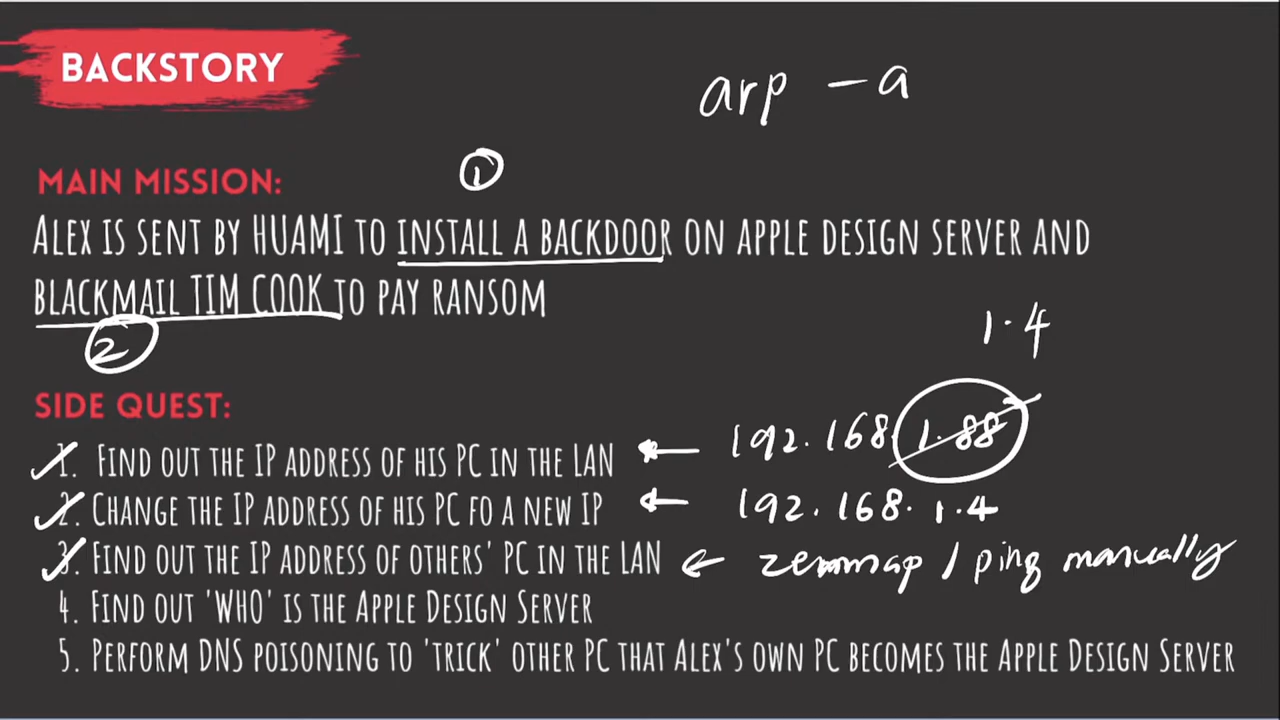 BACKSTORY
arp -a
1
MAIN MISSION:
ALEX IS SENT BY HUAMI TO INSTALL A BACKDOOR ON APPLE DESIGN SERVER AND
BLACKMAIL TIM COOK TO PAY RANSOM
2
1.4
SIDE QUEST:
1. FIND OUT THE IP ADDRESS OF HIS PC IN THE LAN ← 192.168.1.88
2. CHANGE THE IP ADDRESS OF HIS PC FO A NEW IP ← 192.168.1.4
3. FIND OUT THE IP ADDRESS OF OTHERS' PC IN THE LAN ← zenmap / ping manually
4. FIND OUT 'WHO' IS THE APPLE DESIGN SERVER
5. PERFORM DNS POISONING TO 'TRICK' OTHER PC THAT ALEX'S OWN PC BECOMES THE APPLE DESIGN SERVER